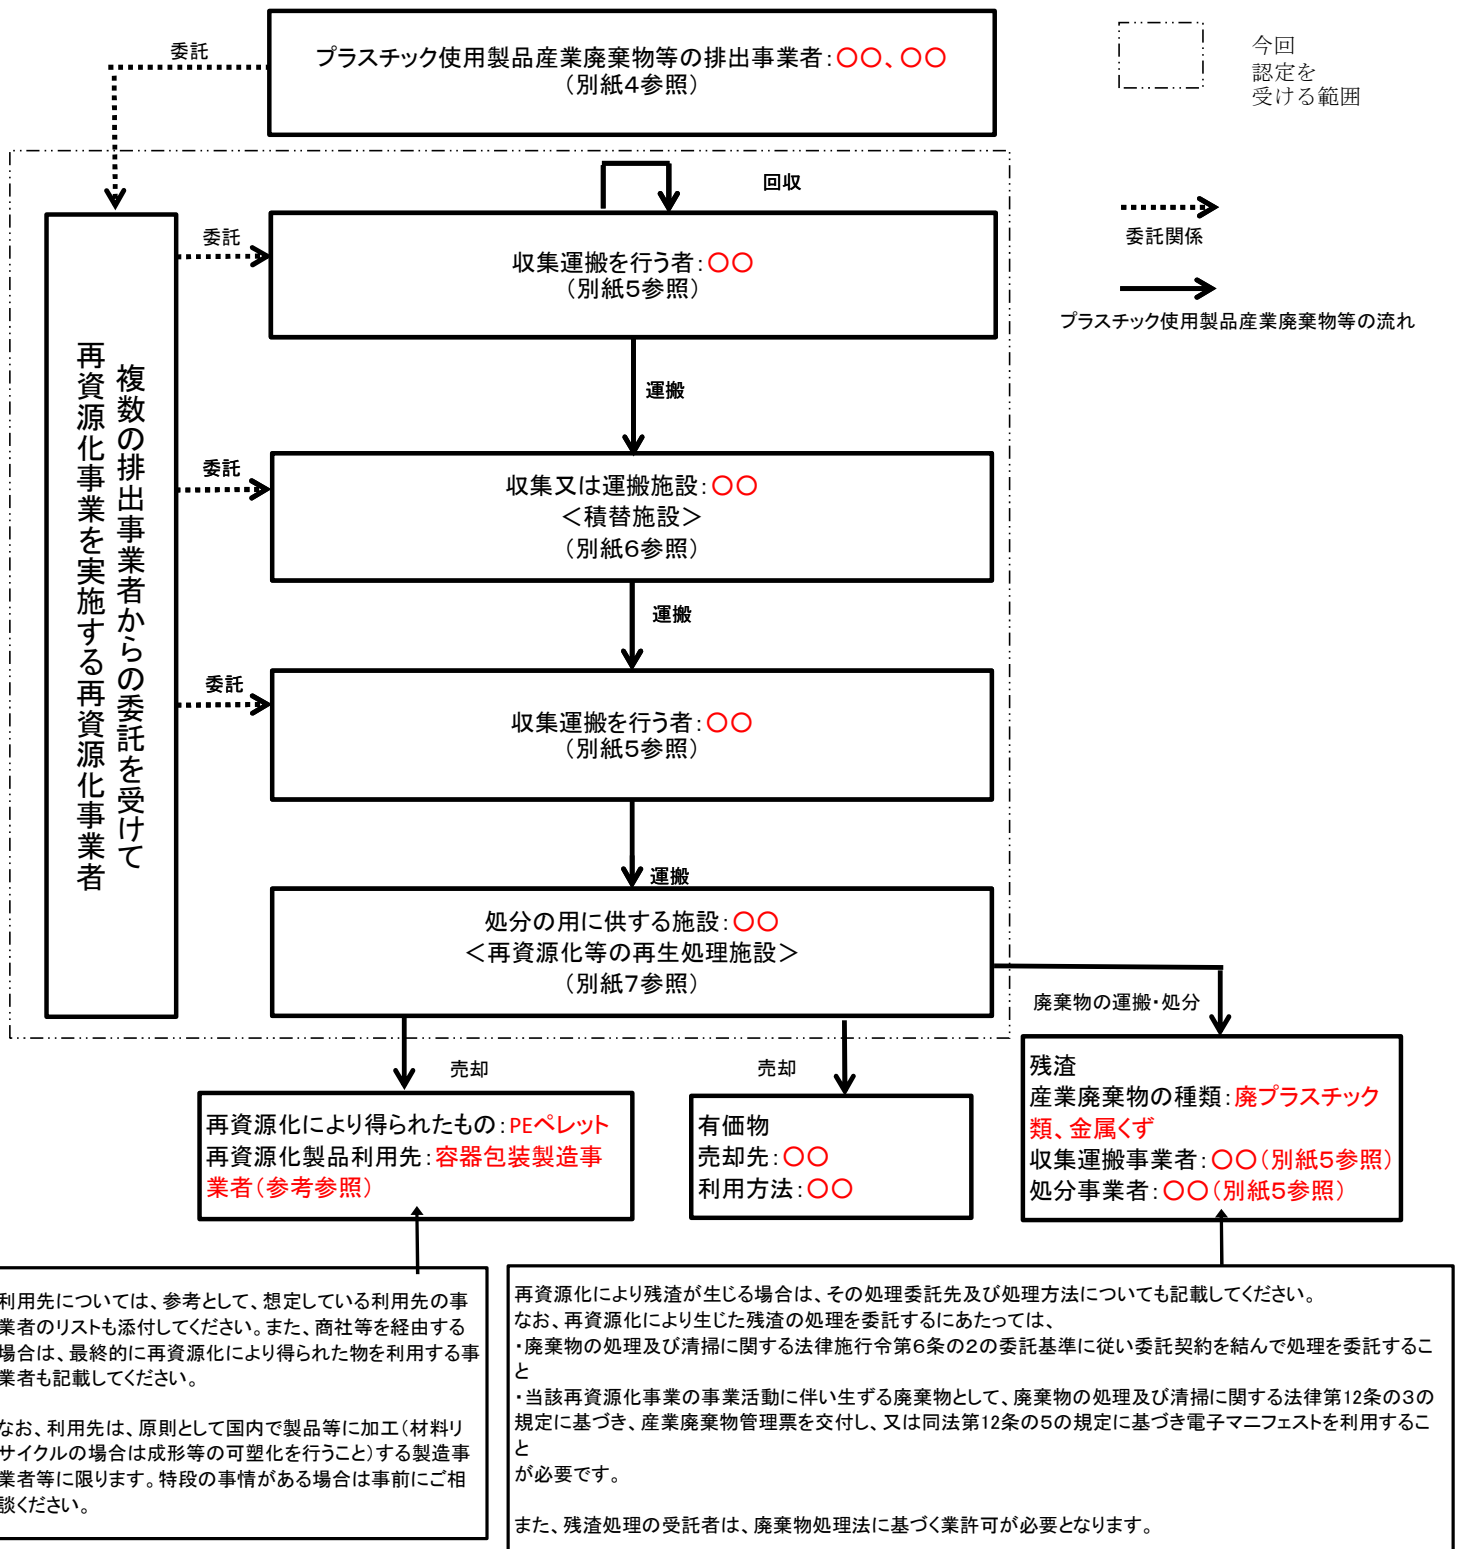 委託
プラスチック使用製品産業廃棄物等の排出事業者：〇〇、〇〇
（別紙４参照）
今回
認定を
受ける範囲
回収
委託関係
プラスチック使用製品産業廃棄物等の流れ
複数の排出事業者からの委託を受けて
再資源化事業を実施する再資源化事業者
委託
収集運搬を行う者：〇〇
（別紙５参照）
運搬
委託
収集又は運搬施設：〇〇
＜積替施設＞
（別紙６参照）
運搬
委託
収集運搬を行う者：〇〇
（別紙５参照）
運搬
処分の用に供する施設：〇〇
＜再資源化等の再生処理施設＞
（別紙７参照）
廃棄物の運搬・処分
売却
売却
再資源化により得られたもの：PEペレット
再資源化製品利用先：容器包装製造事
業者（参考参照）
有価物
売却先：〇〇
利用方法：〇〇
残渣
産業廃棄物の種類：廃プラスチック
類、金属くず
収集運搬事業者：〇〇（別紙５参照）
処分事業者：〇〇（別紙５参照）
利用先については、参考として、想定している利用先の事
業者のリストも添付してください。また、商社等を経由する
場合は、最終的に再資源化により得られた物を利用する事
業者も記載してください。
なお、利用先は、原則として国内で製品等に加工（材料リ
サイクルの場合は成形等の可塑化を行うこと）する製造事
業者等に限ります。特段の事情がある場合は事前にご相
談ください。
再資源化により残渣が生じる場合は、その処理委託先及び処理方法についても記載してください。
なお、再資源化により生じた残渣の処理を委託するにあたっては、
・廃棄物の処理及び清掃に関する法律施行令第６条の２の委託基準に従い委託契約を結んで処理を委託するこ
と
・当該再資源化事業の事業活動に伴い生ずる廃棄物として、廃棄物の処理及び清掃に関する法律第12条の３の
規定に基づき、産業廃棄物管理票を交付し、又は同法第12条の５の規定に基づき電子マニフェストを利用するこ
と
が必要です。
また、残渣処理の受託者は、廃棄物処理法に基づく業許可が必要となります。